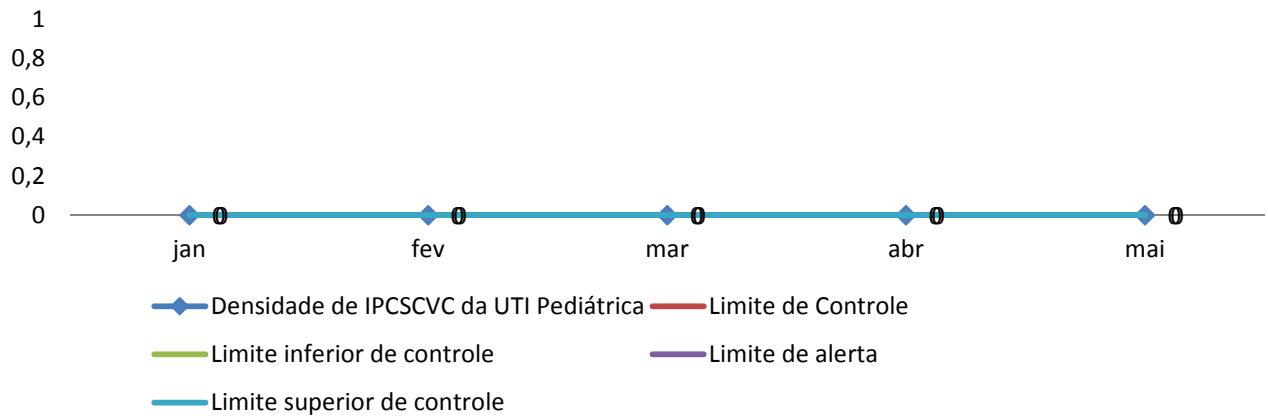 1
0,8
0,6
0,4
0,2
0
0 0 0 0 0
jan fev mar abr mai
Densidade de IPCSCVC da UTI Pediátrica Limite de Controle
Limite inferior de controle Limite de alerta
Limite superior de controle